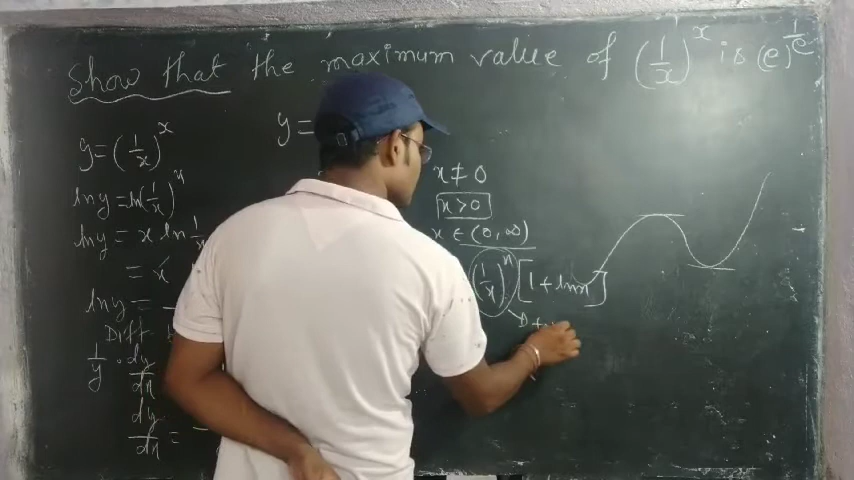 Show that the maximum value of (1/x)^x is (e)^1/e
y = (1/x)^x
y =
ln y = ln(1/x)^x
ln y = x ln 1/x
= x
ln y =
Diff
1/y . dy/dx
dy/dx =
x ≠ 0
x > 0
x ∈ (0, ∞)
(1/x)^x [1 + ln x]